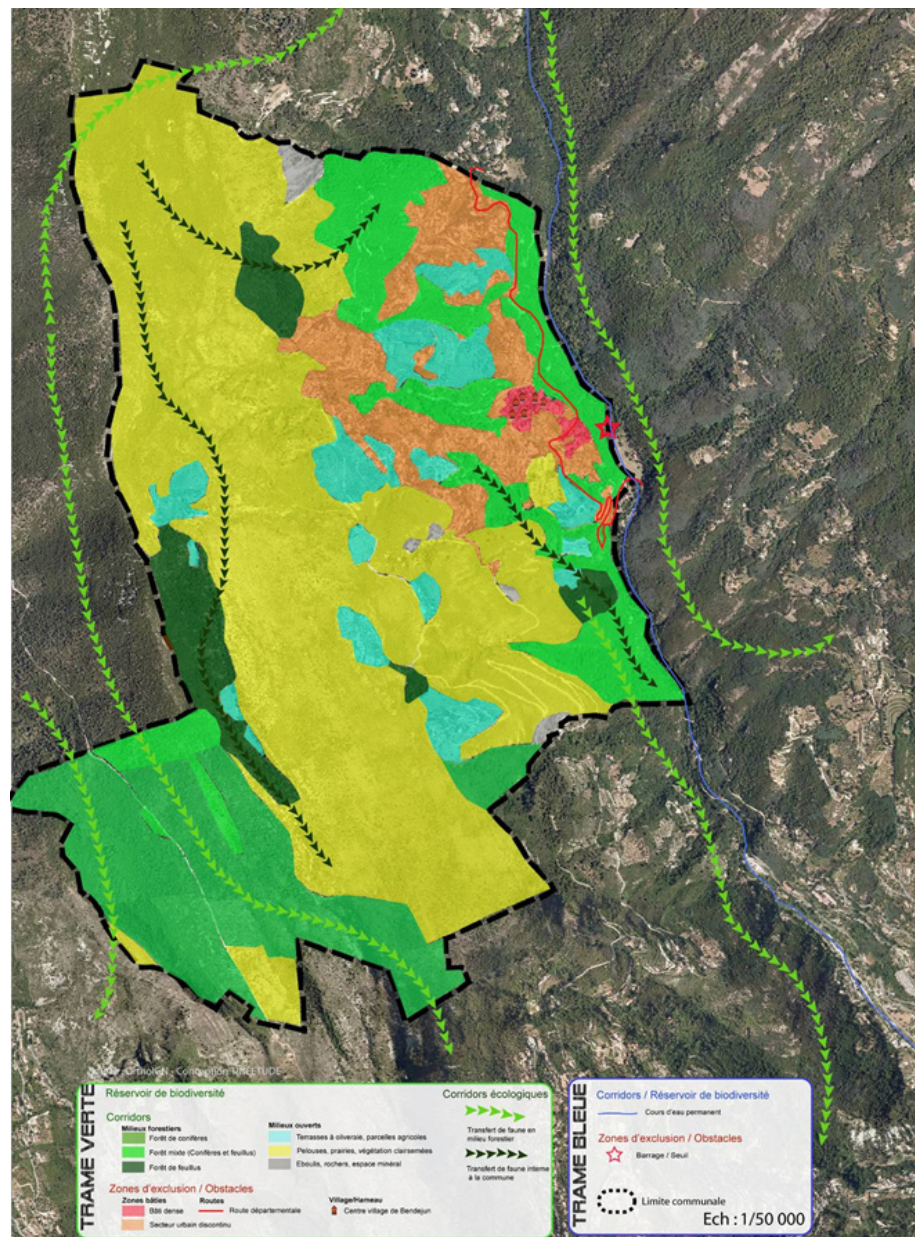 OrthoIGN - Conception
TRAME VERTE
Réservoir de biodiversité
Corridors
Milieux forestiers
Forêt de conifères
Forêt mixte (Conifères et feuillus)
Forêt de feuillus
Milieux ouverts
Terrasses à oliveraie, parcelles agricoles
Pelouses, prairies, végétation clairsemées
Eboulis, rochers, espace minéral
Corridors écologiques
Transfert de faune en
milieu forestier
Transfert de faune interne
à la commune
Zones d'exclusion / Obstacles
Zones bâties
Bâti dense
Secteur urbain discontinu
Routes
Route départementale
Village/Hameau
Centre village de Bendejun
TRAME BLEUE
Corridors / Réservoir de biodiversité
Cours d'eau permanent
Zones d'exclusion / Obstacles
Barrage / Seuil
Limite communale
Ech : 1/50 000